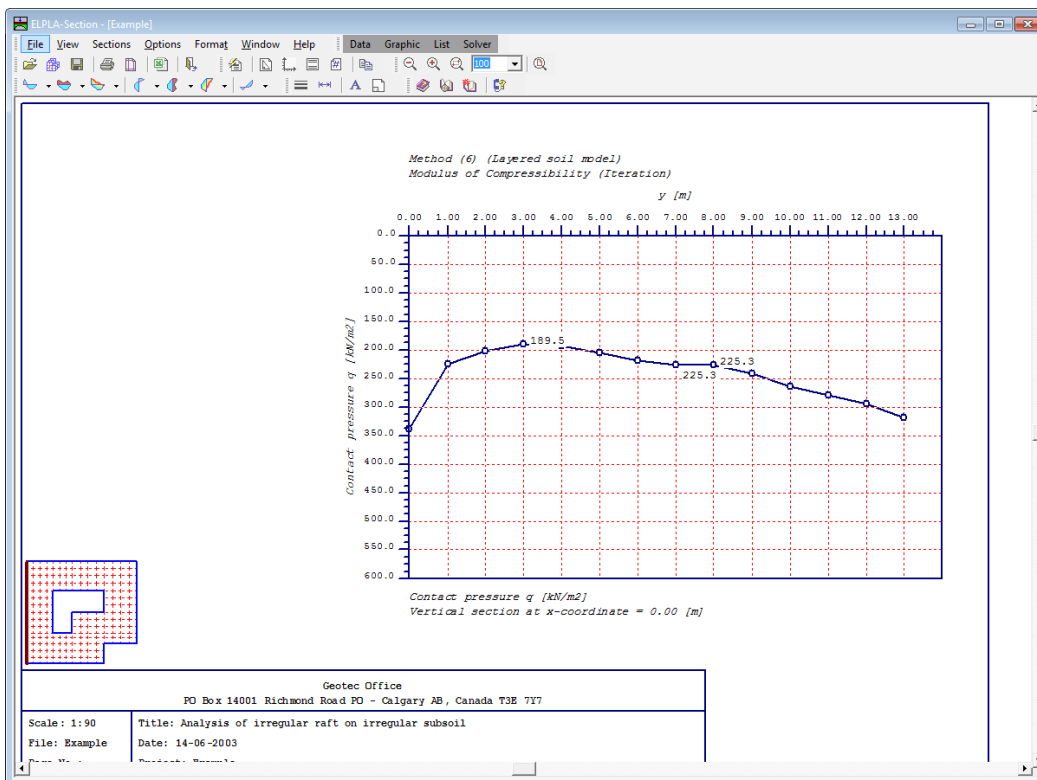 ELPLA-Section - [Example]
File View Sections Options Format Window Help Data Graphic List Solver
100
Method (6) (Layered soil model)
Modulus of Compressibility (Iteration)
y [m]
0.00 1.00 2.00 3.00 4.00 5.00 6.00 7.00 8.00 9.00 10.00 11.00 12.00 13.00
0.0
50.0
100.0
150.0
200.0
250.0
300.0
350.0
400.0
450.0
500.0
550.0
600.0
Contact pressure q [kN/m2]
189.5
225.3
225.3
Contact pressure q [kN/m2]
Vertical section at x-coordinate = 0.00 [m]
Geotec Office
PO Box 14001 Richmond Road PO - Calgary AB, Canada T3E 7Y7
Scale: 1:90
Title: Analysis of irregular raft on irregular subsoil
File: Example
Date: 14-06-2003